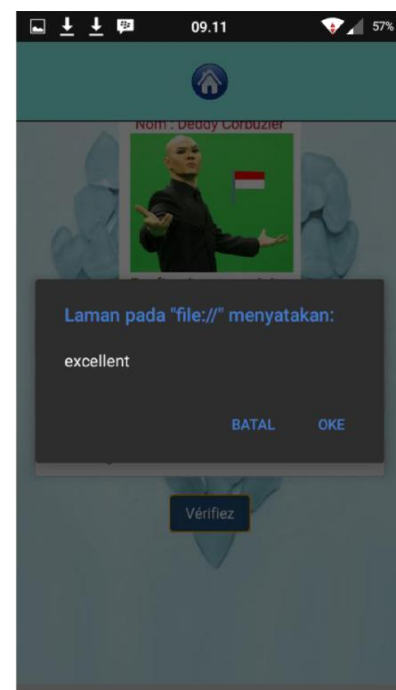 09.11
57%
Nom : Deddy Corbuzier
Laman pada "file://" menyatakan:
excellent
BATAL
OKE
Vérifiez